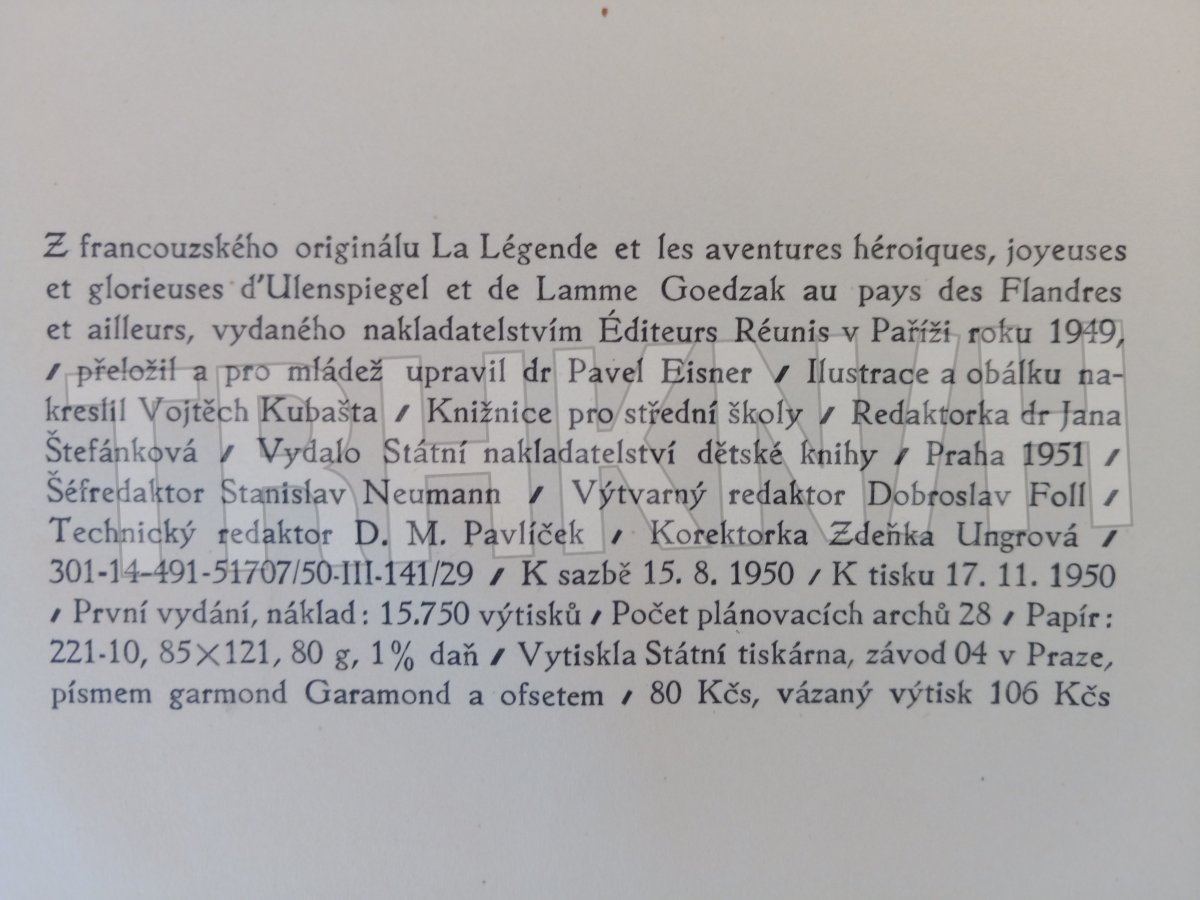 Z francouzského originálu La Légende et les aventures héroiques, joyeuses
et glorieuses d'Ulenspiegel et de Lamme Goedzak au pays des Flandres
et ailleurs, vydaného nakladatelstvím Éditeurs Réunis v Paříži roku 1949,
/ přeložil a pro mládež upravil dr Pavel Eisner / Ilustrace a obálku na-
kreslil Vojtěch Kubašta / Knižnice pro střední školy / Redaktorka dr Jana
Štefánková / Vydalo Státní nakladatelství dětské knihy / Praha 1951 /
Šéfredaktor Stanislav Neumann / Výtvarný redaktor Dobroslav Foll /
Technický redaktor D. M. Pavlíček / Korektorka Zdeňka Ungrová /
301-14-491-51707/50-III-141/29 / K sazbě 15. 8. 1950 / K tisku 17. 11. 1950
/ První vydání, náklad: 15.750 výtisků / Počet plánovacích archů 28 / Papír:
221-10, 85×121, 80 g, 1% daň / Vytiskla Státní tiskárna, závod 04 v Praze,
písmem garmond Garamond a ofsetem / 80 Kčs, vázaný výtisk 106 Kčs